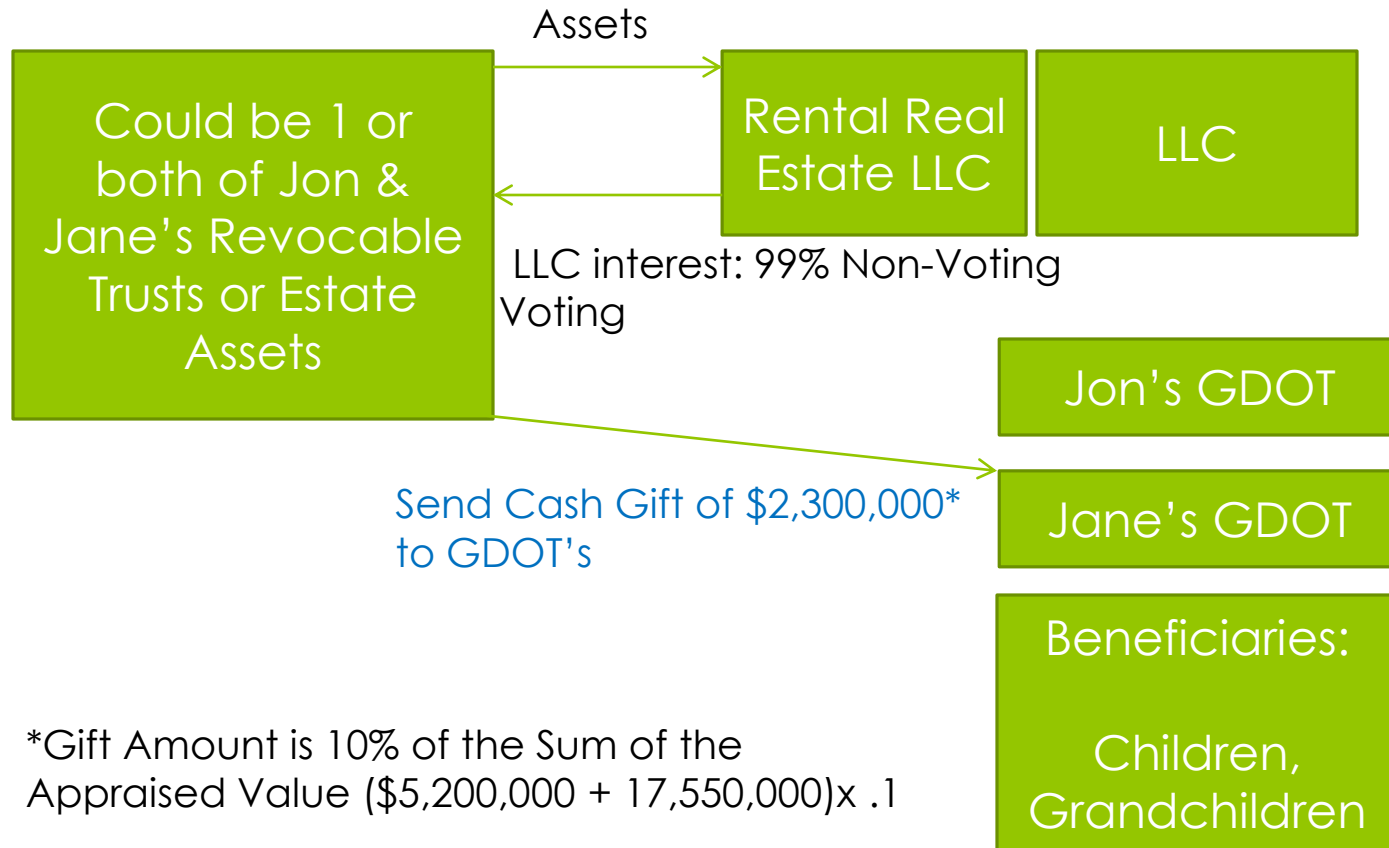 Assets
Could be 1 or
both of Jon &
Jane’s Revocable
Trusts or Estate
Assets
Rental Real
Estate LLC
LLC
LLC interest: 99% Non-Voting
Voting
Jon’s GDOT
Send Cash Gift of $2,300,000*
to GDOT’s
Jane’s GDOT
Beneficiaries:
Children,
Grandchildren
*Gift Amount is 10% of the Sum of the
Appraised Value ($5,200,000 + 17,550,000)x .1